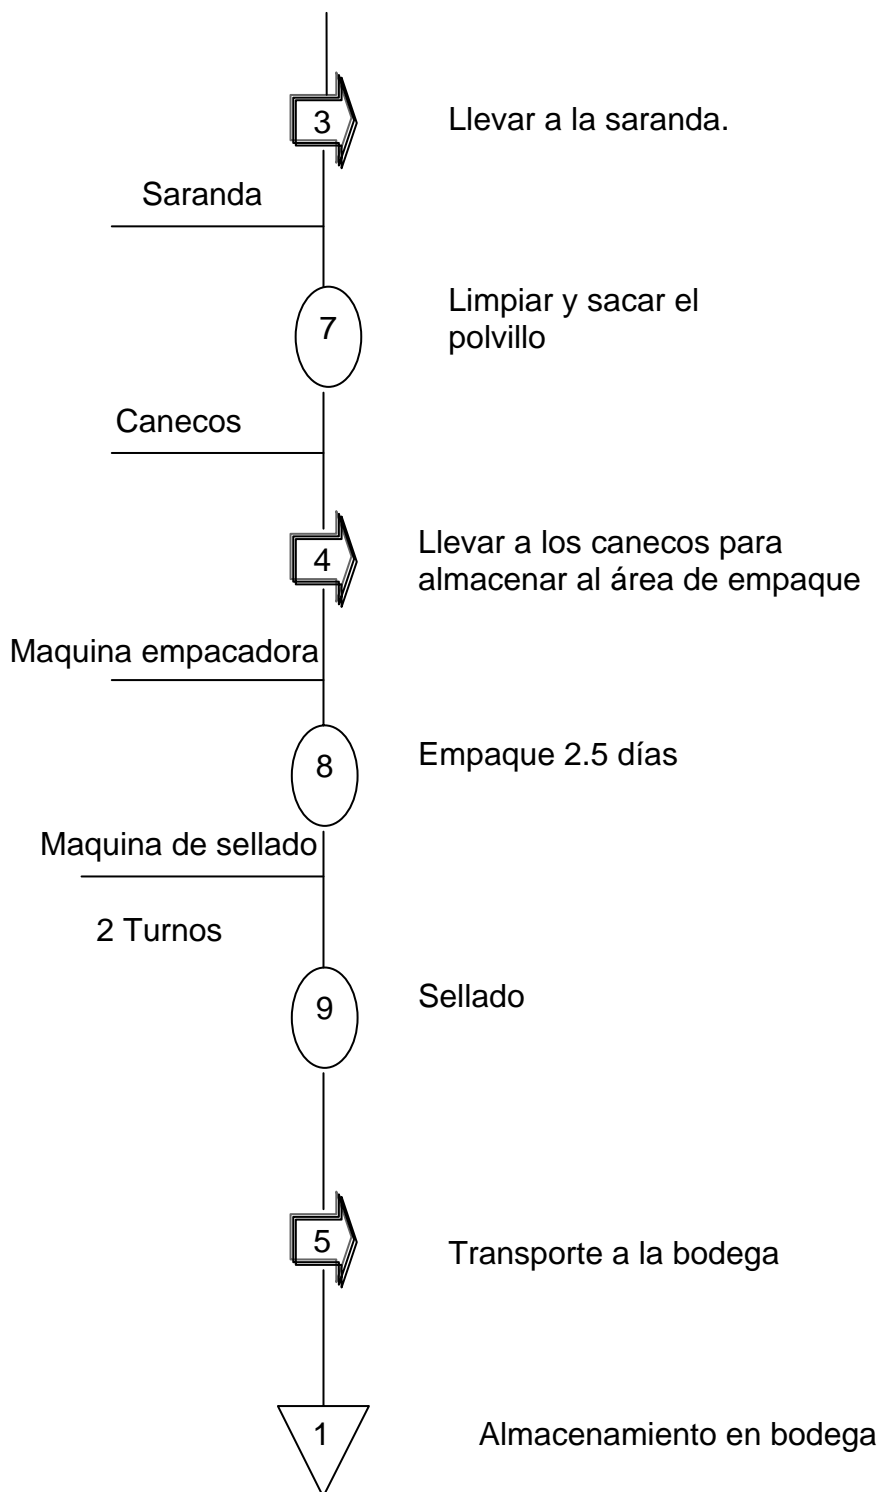 3
Llevar a la saranda.
Saranda
Limpiar y sacar el
polvillo
7
Canecos
Llevar a los canecos para
almacenar al área de empaque
4
Maquina empacadora
Empaque 2.5 días
8
Maquina de sellado
2 Turnos
Sellado
9
5
Transporte a la bodega
1
Almacenamiento en bodega